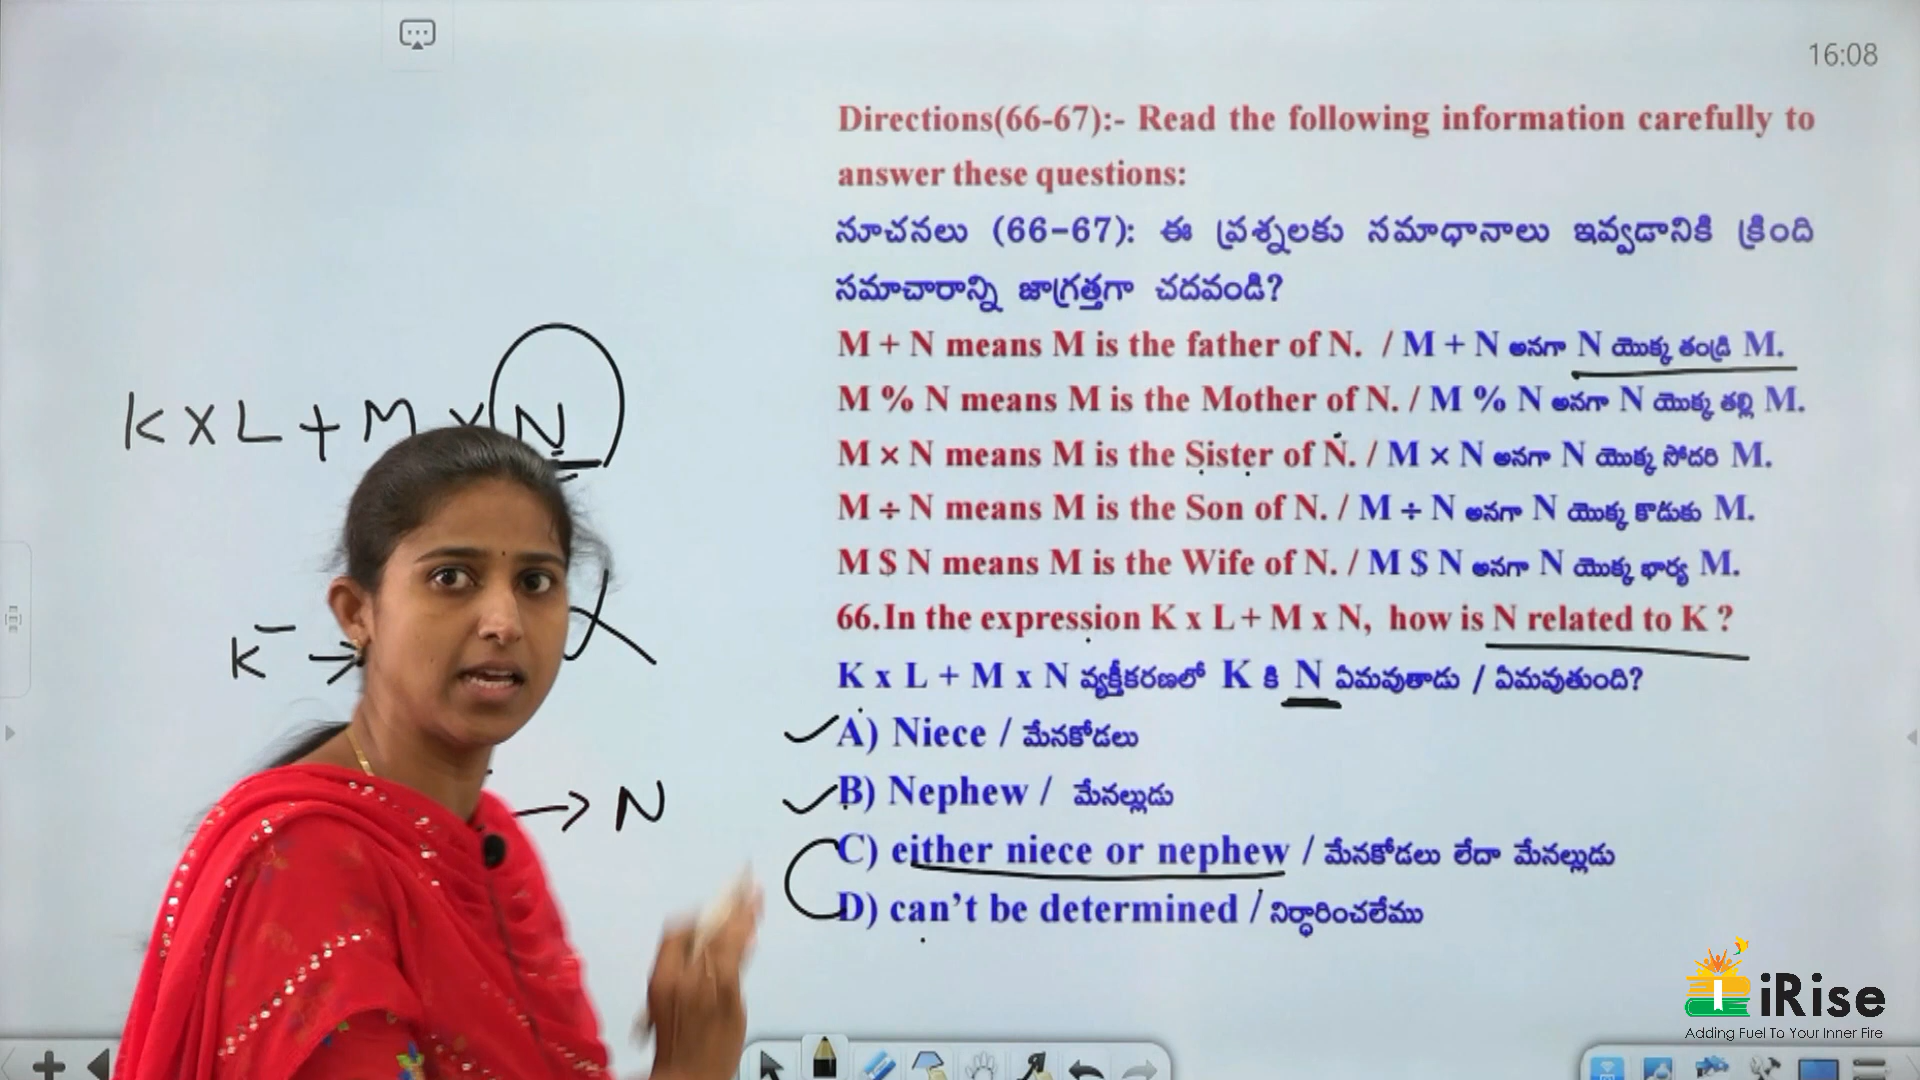 16:08
Directions(66-67):- Read the following information carefully to
answer these questions:
సూచనలు (66-67): ఈ ప్రశ్నలకు సమాధానాలు ఇవ్వడానికి క్రింది
సమాచారాన్ని జాగ్రత్తగా చదవండి?
M + N means M is the father of N. / M + N అనగా N యొక్క తండ్రి M.
M % N means M is the Mother of N. / M % N అనగా N యొక్క తల్లి M.
M × N means M is the Sister of N. / M × N అనగా N యొక్క సోదరి M.
M ÷ N means M is the Son of N. / M ÷ N అనగా N యొక్క కొడుకు M.
M $ N means M is the Wife of N. / M $ N అనగా N యొక్క భార్య M.
66.In the expression K x L + M x N, how is N related to K ?
K x L + M x N వ్యక్తీకరణలో K కి N ఏమవుతాడు / ఏమవుతుంది?
A) Niece / మేనకోడలు
B) Nephew / మేనల్లుడు
C) either niece or nephew / మేనకోడలు లేదా మేనల్లుడు
D) can't be determined / నిర్ధారించలేము
K X L + M X N
K⁻ →
→ N
iRise
Adding Fuel To Your Inner Fire